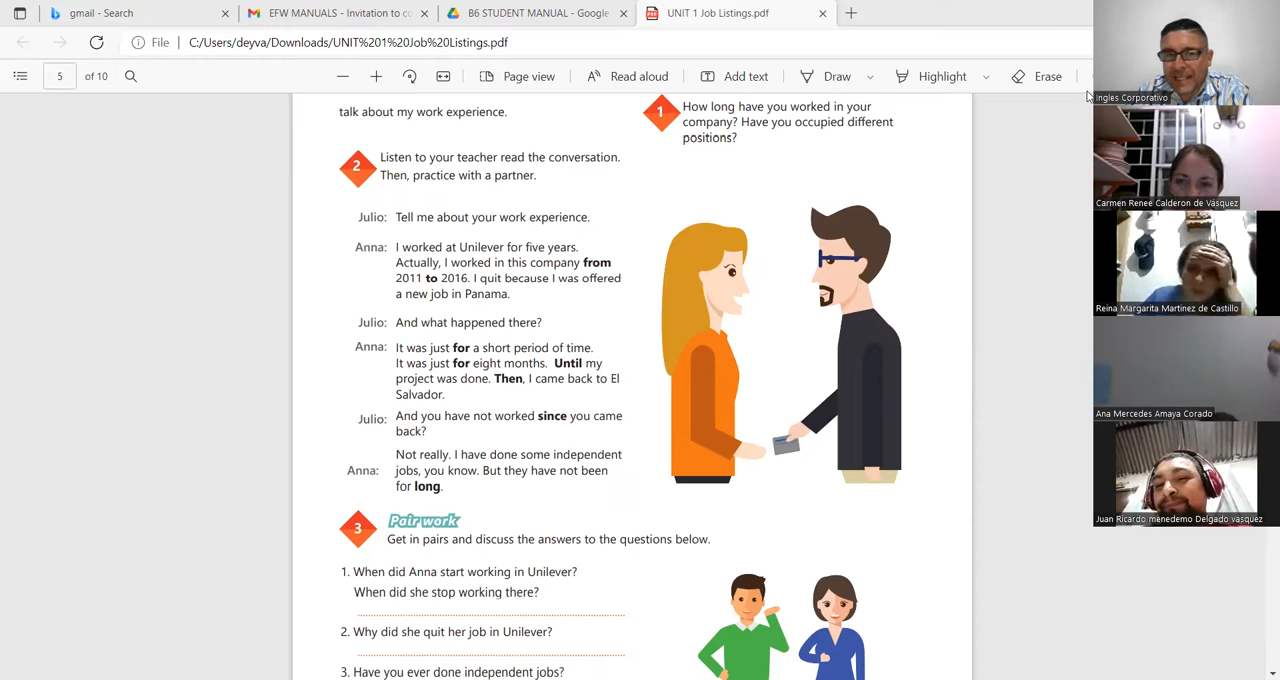 gmail - Search
EFW MANUALS - Invitation to co
B6 STUDENT MANUAL - Google
UNIT 1 Job Listings.pdf
File
C:/Users/deyva/Downloads/UNIT%201%20Job%20Listings.pdf
5 of 10
Page view
Read aloud
Add text
Draw
Highlight
Erase
talk about my work experience.
1
How long have you worked in your
company? Have you occupied different
positions?
2
Listen to your teacher read the conversation.
Then, practice with a partner.
Julio: Tell me about your work experience.
Anna: I worked at Unilever for five years.
Actually, I worked in this company from
2011 to 2016. I quit because I was offered
a new job in Panama.
Julio: And what happened there?
Anna: It was just for a short period of time.
It was just for eight months. Until my
project was done. Then, I came back to El
Salvador.
Julio: And you have not worked since you came
back?
Not really. I have done some independent
Anna: jobs, you know. But they have not been
for long.
3
Pair work
Get in pairs and discuss the answers to the questions below.
1. When did Anna start working in Unilever?
When did she stop working there?
2. Why did she quit her job in Unilever?
3. Have you ever done independent jobs?
Ingles Corporativo
Carmen Renee Calderon de Vásquez
Reina Margarita Martinez de Castillo
Ana Mercedes Amaya Corado
Juan Ricardo menedemo Delgado vasquez